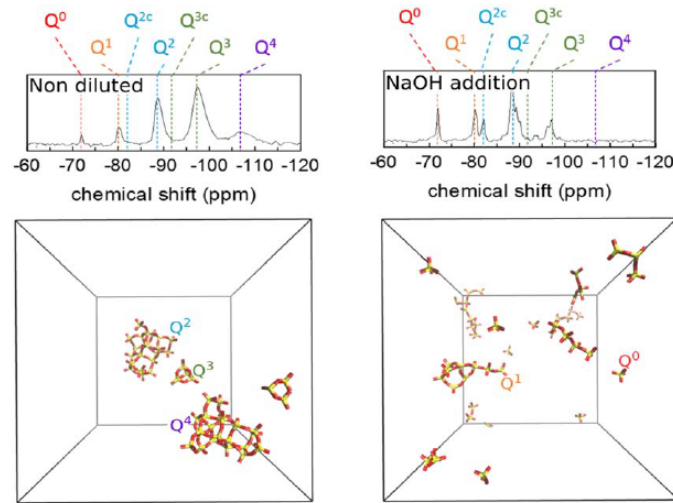 Q⁰ Q¹ Q²ᶜ Q² Q³ᶜ Q³ Q⁴
Non diluted
-60 -70 -80 -90 -100 -110 -120
chemical shift (ppm)
Q²
Q³
Q⁴
Q⁰ Q¹ Q²ᶜ Q² Q³ᶜ Q³ Q⁴
NaOH addition
-60 -70 -80 -90 -100 -110 -120
chemical shift (ppm)
Q⁰
Q¹